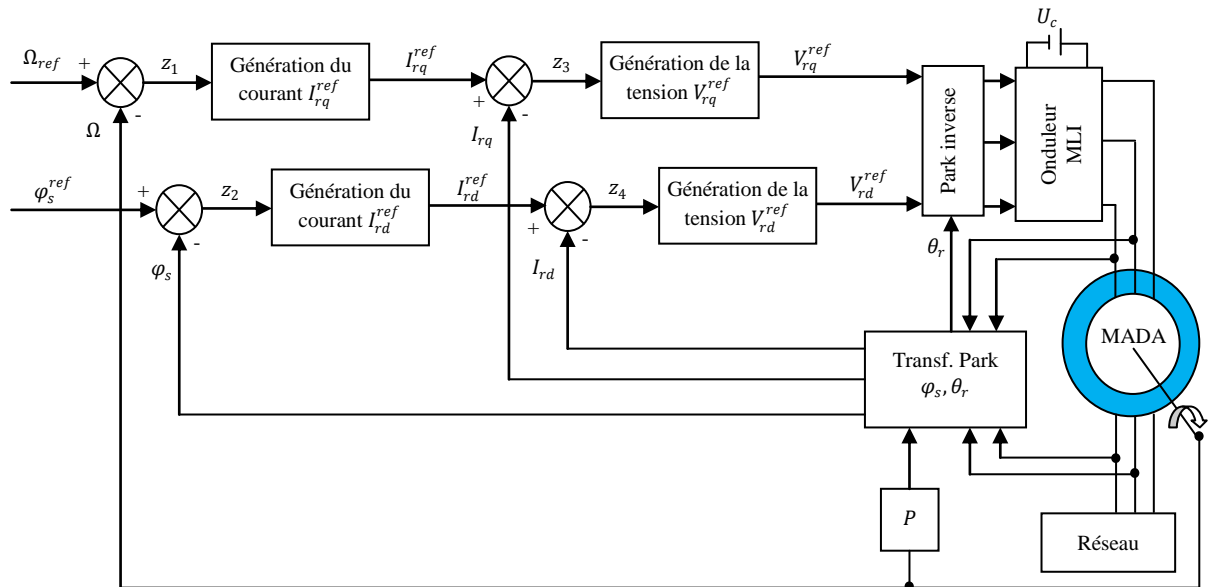 U_c
Ω_ref
+
-
Ω
z_1
Génération du
courant I_rq^ref
I_rq^ref
+
-
I_rq
z_3
Génération de la
tension V_rq^ref
V_rq^ref
Park inverse
Onduleur
MLI
φ_s^ref
+
-
φ_s
z_2
Génération du
courant I_rd^ref
I_rd^ref
+
-
I_rd
z_4
Génération de la
tension V_rd^ref
V_rd^ref
θ_r
MADA
Transf. Park
φ_s, θ_r
P
Réseau